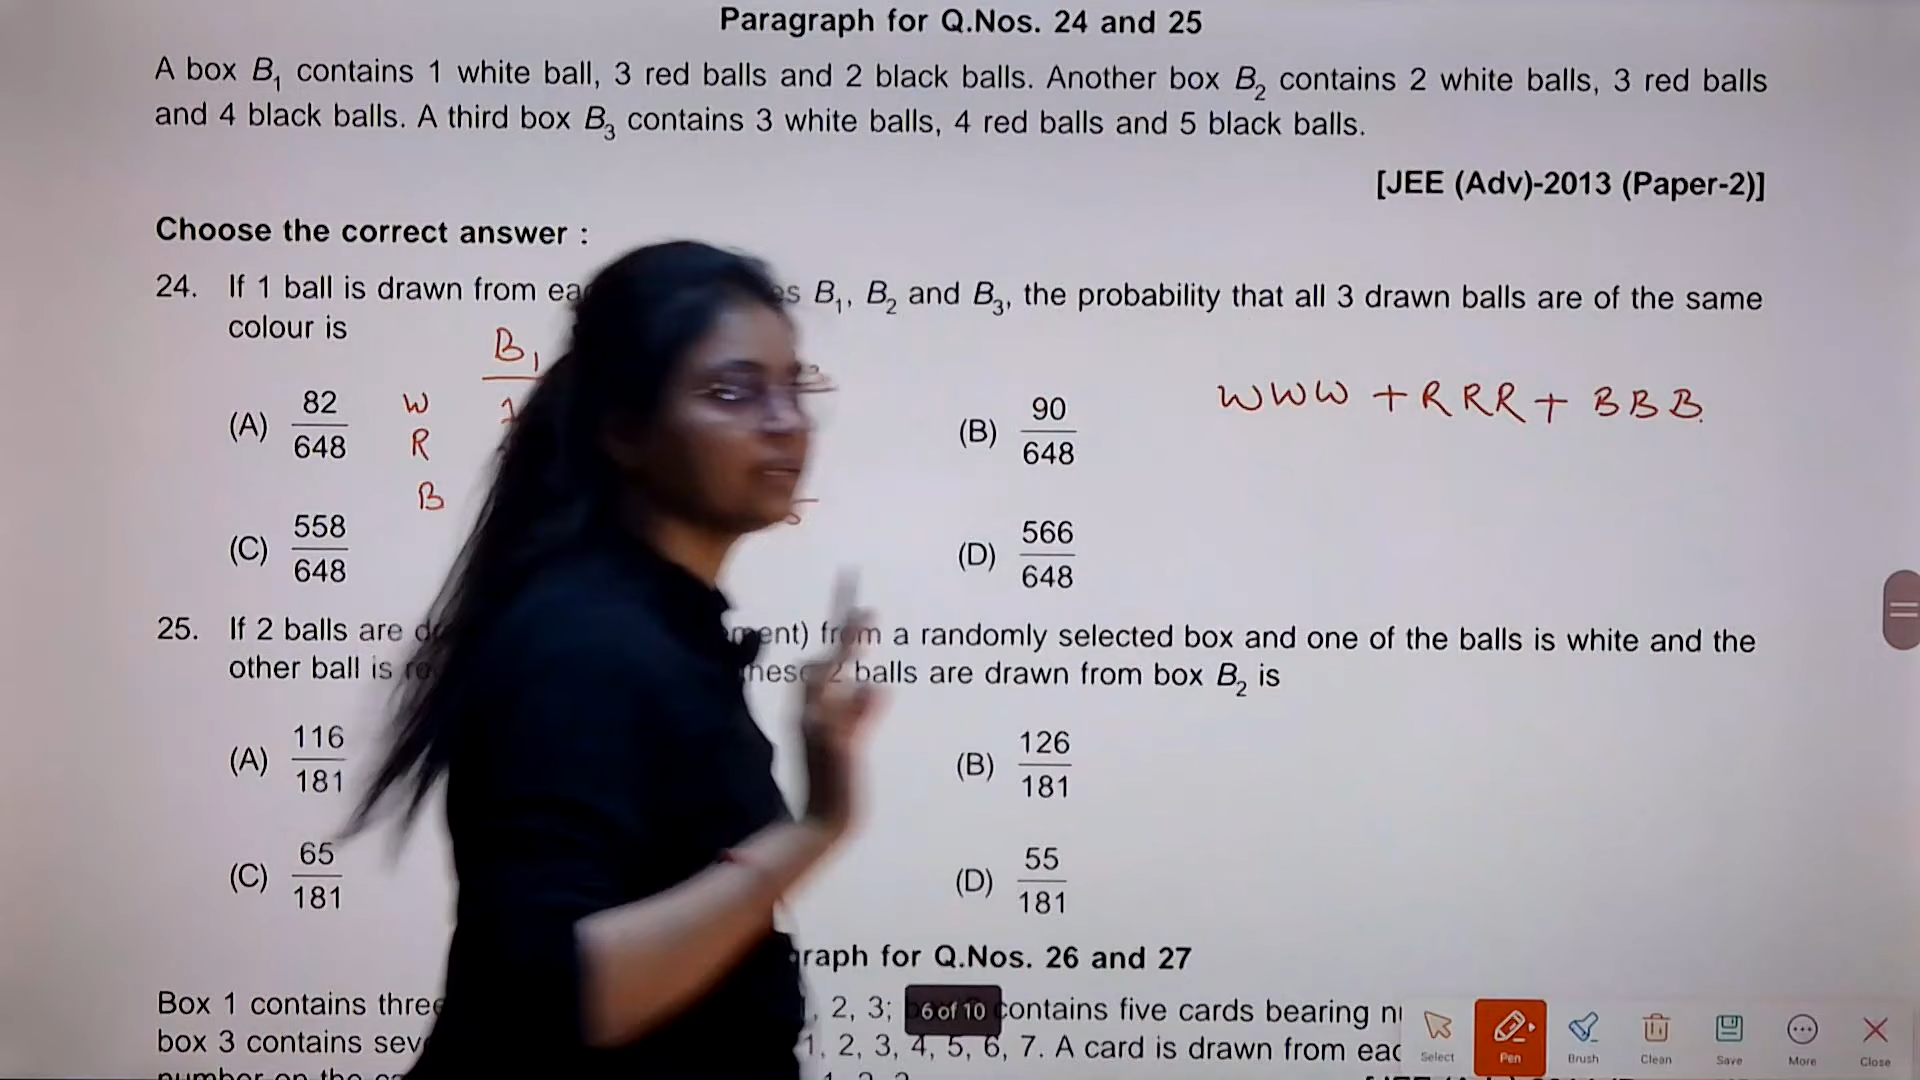 Paragraph for Q.Nos. 24 and 25
A box B₁ contains 1 white ball, 3 red balls and 2 black balls. Another box B₂ contains 2 white balls, 3 red balls
and 4 black balls. A third box B₃ contains 3 white balls, 4 red balls and 5 black balls.
[JEE (Adv)-2013 (Paper-2)]
Choose the correct answer :
24. If 1 ball is drawn from B₁, B₂ and B₃, the probability that all 3 drawn balls are of the same
colour is
B₁
(A) 82/648
W 1
R
B
(B) 90/648
WWW + RRR + BBB
(C) 558/648
5
(D) 566/648
25. If 2 balls are from a randomly selected box and one of the balls is white and the
other ball is 2 balls are drawn from box B₂ is
(A) 116/181
(B) 126/181
(C) 65/181
(D) 55/181
for Q.Nos. 26 and 27
Box 1 contains 2, 3; contains five cards bearing
6 of 10
box 3 contains 1, 2, 3, 4, 5, 6, 7. A card is drawn from
Select Pen Brush Clean Save More Close